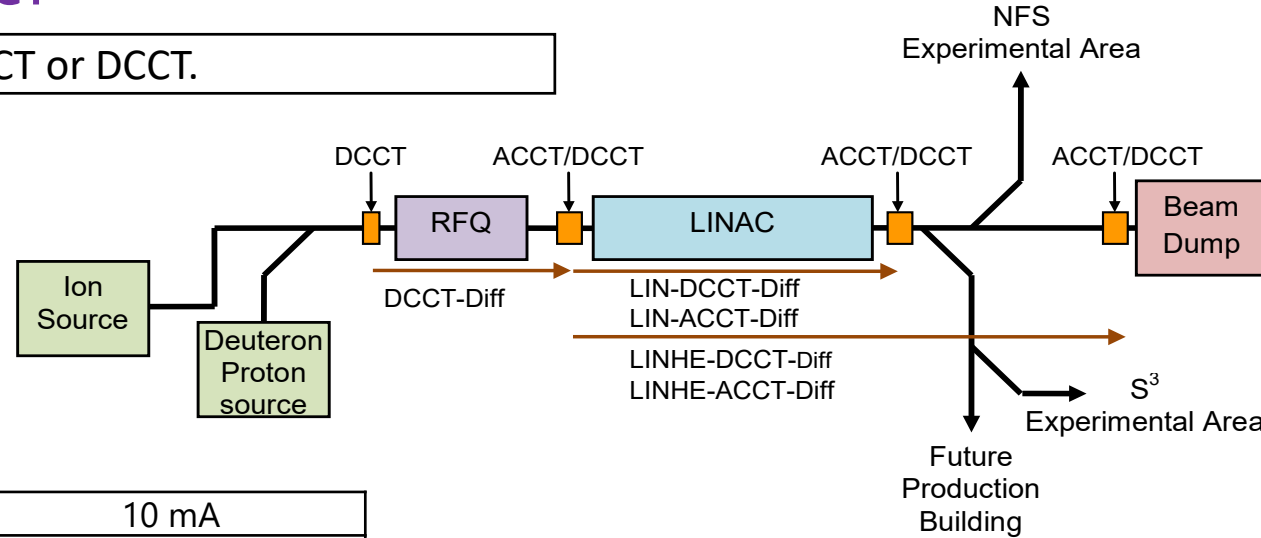 CT or DCCT.
NFS
Experimental Area
DCCT
ACCT/DCCT
ACCT/DCCT
ACCT/DCCT
RFQ
LINAC
Beam
Dump
Ion
Source
Deuteron
Proton
source
DCCT-Diff
LIN-DCCT-Diff
LIN-ACCT-Diff
LINHE-DCCT-Diff
LINHE-ACCT-Diff
S³
Experimental Area
Future
Production
Building
10 mA